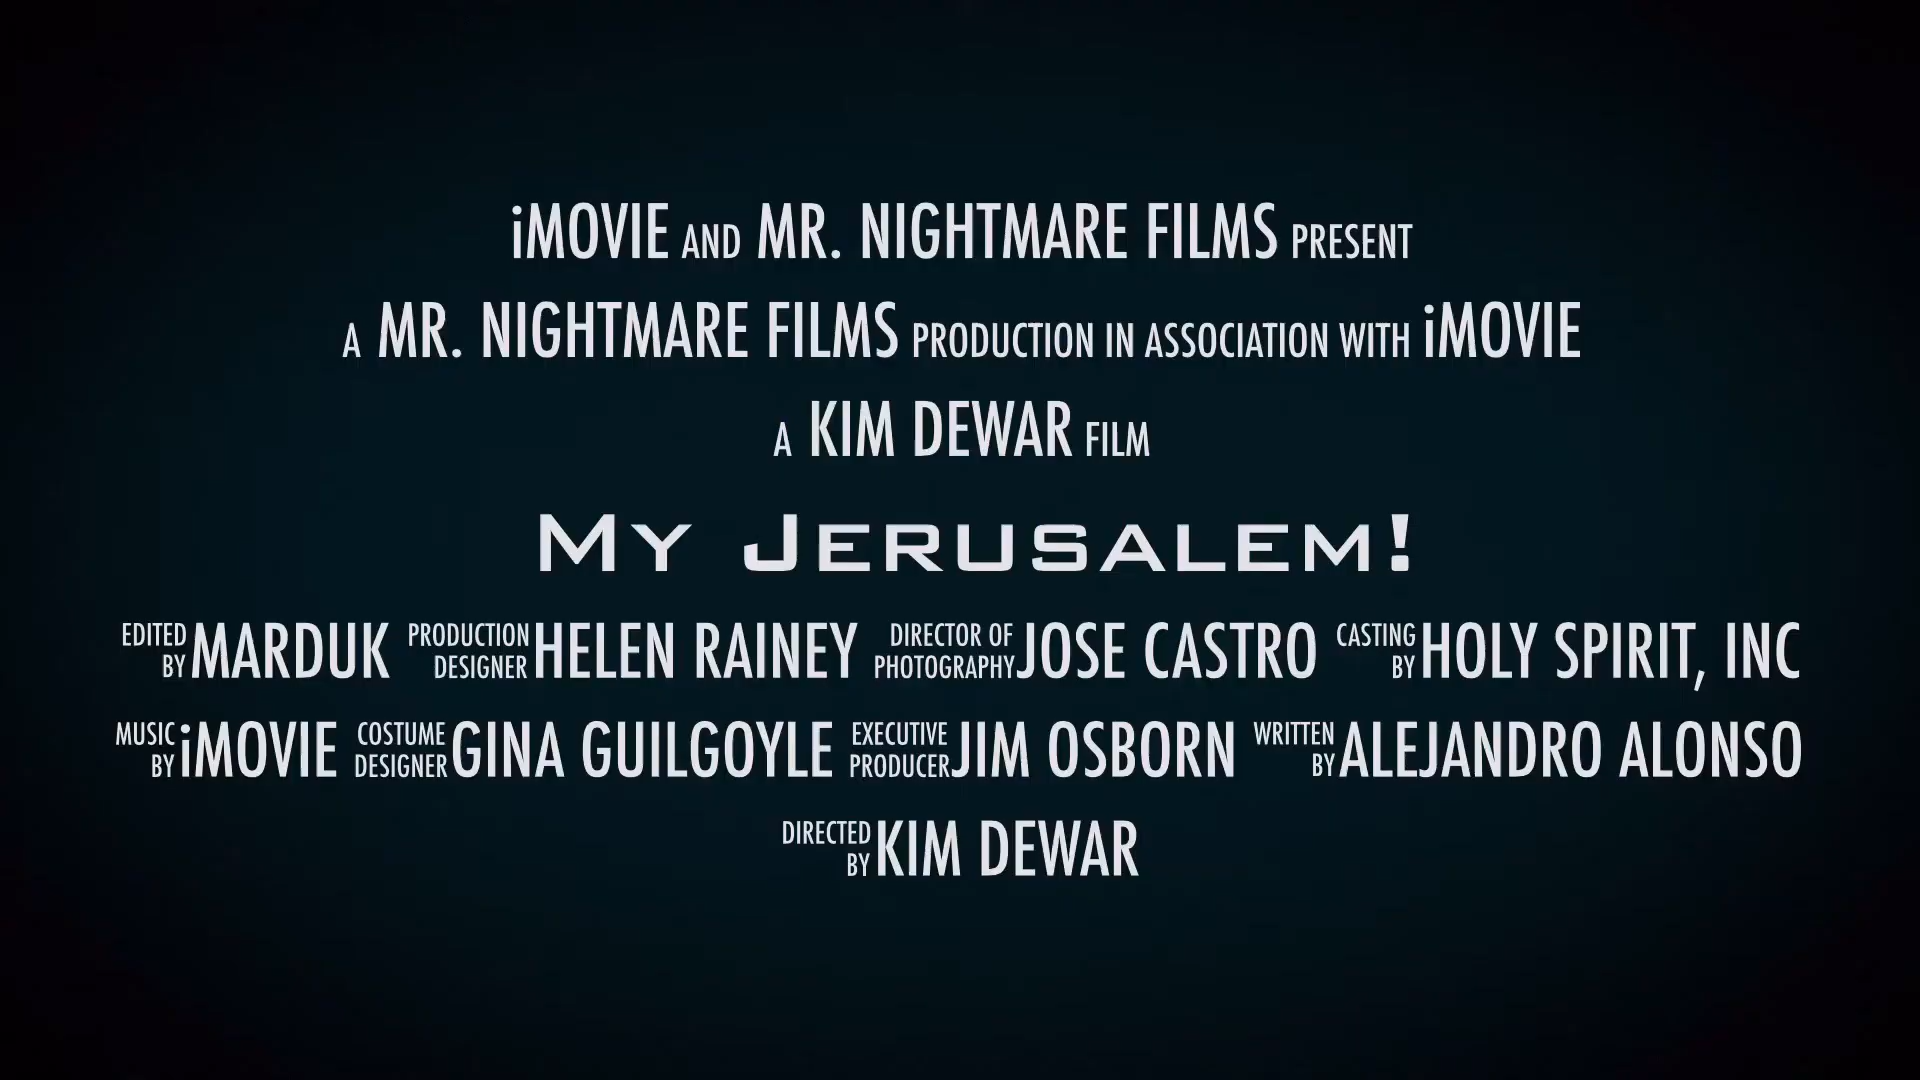 iMOVIE AND MR. NIGHTMARE FILMS PRESENT
A MR. NIGHTMARE FILMS PRODUCTION IN ASSOCIATION WITH iMOVIE
A KIM DEWAR FILM
MY JERUSALEM!
EDITED BY MARDUK PRODUCTION DESIGNER HELEN RAINEY DIRECTOR OF PHOTOGRAPHY JOSE CASTRO CASTING BY HOLY SPIRIT, INC
MUSIC BY iMOVIE COSTUME DESIGNER GINA GUILGOYLE EXECUTIVE PRODUCER JIM OSBORN WRITTEN BY ALEJANDRO ALONSO
DIRECTED BY KIM DEWAR